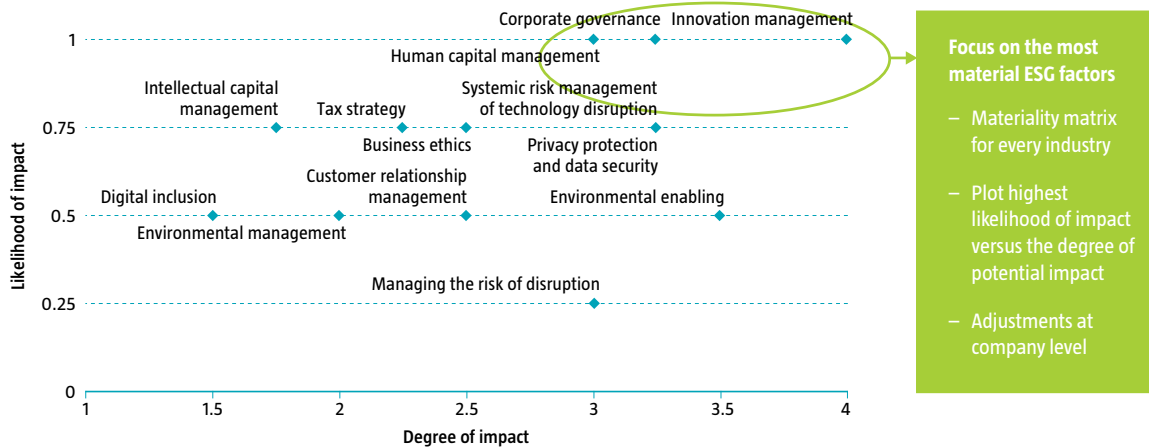 Corporate governance
Innovation management
1
Human capital management
Intellectual capital
management
Tax strategy
Systemic risk management
of technology disruption
0.75
Business ethics
Privacy protection
and data security
Customer relationship
management
Digital inclusion
Environmental enabling
0.5
Environmental management
Managing the risk of disruption
0.25
0
Likelihood of impact
1
1.5
2
2.5
3
3.5
4
Degree of impact
Focus on the most
material ESG factors
– Materiality matrix
for every industry
– Plot highest
likelihood of impact
versus the degree of
potential impact
– Adjustments at
company level